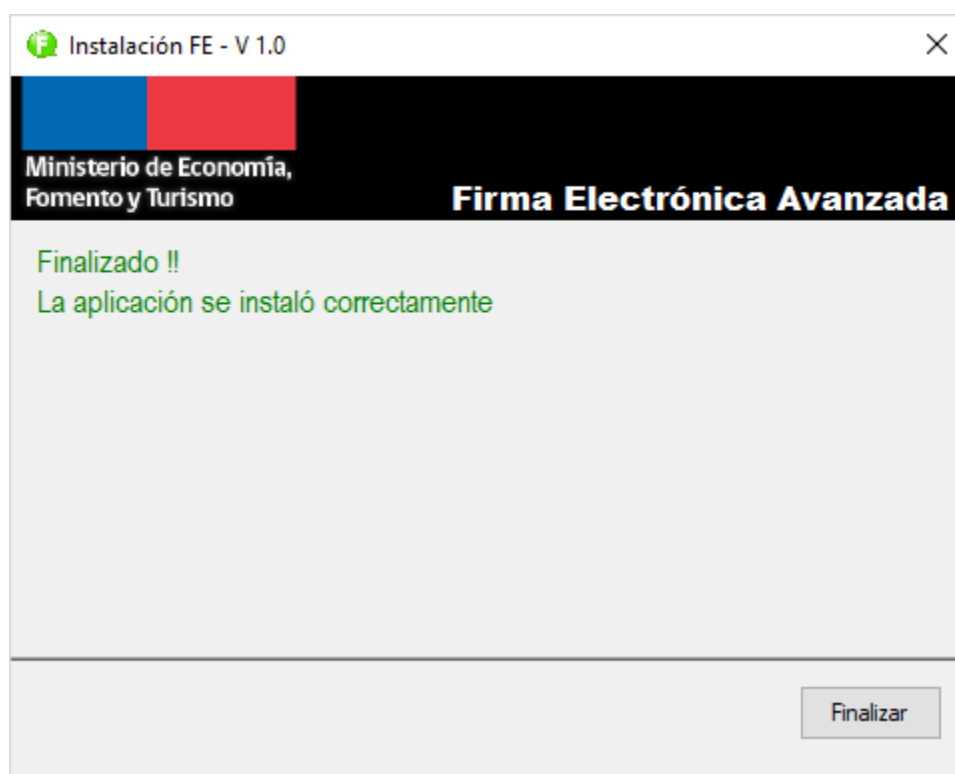 Instalación FE - V 1.0
Ministerio de Economía,
Fomento y Turismo
Firma Electrónica Avanzada
Finalizado !!
La aplicación se instaló correctamente
Finalizar